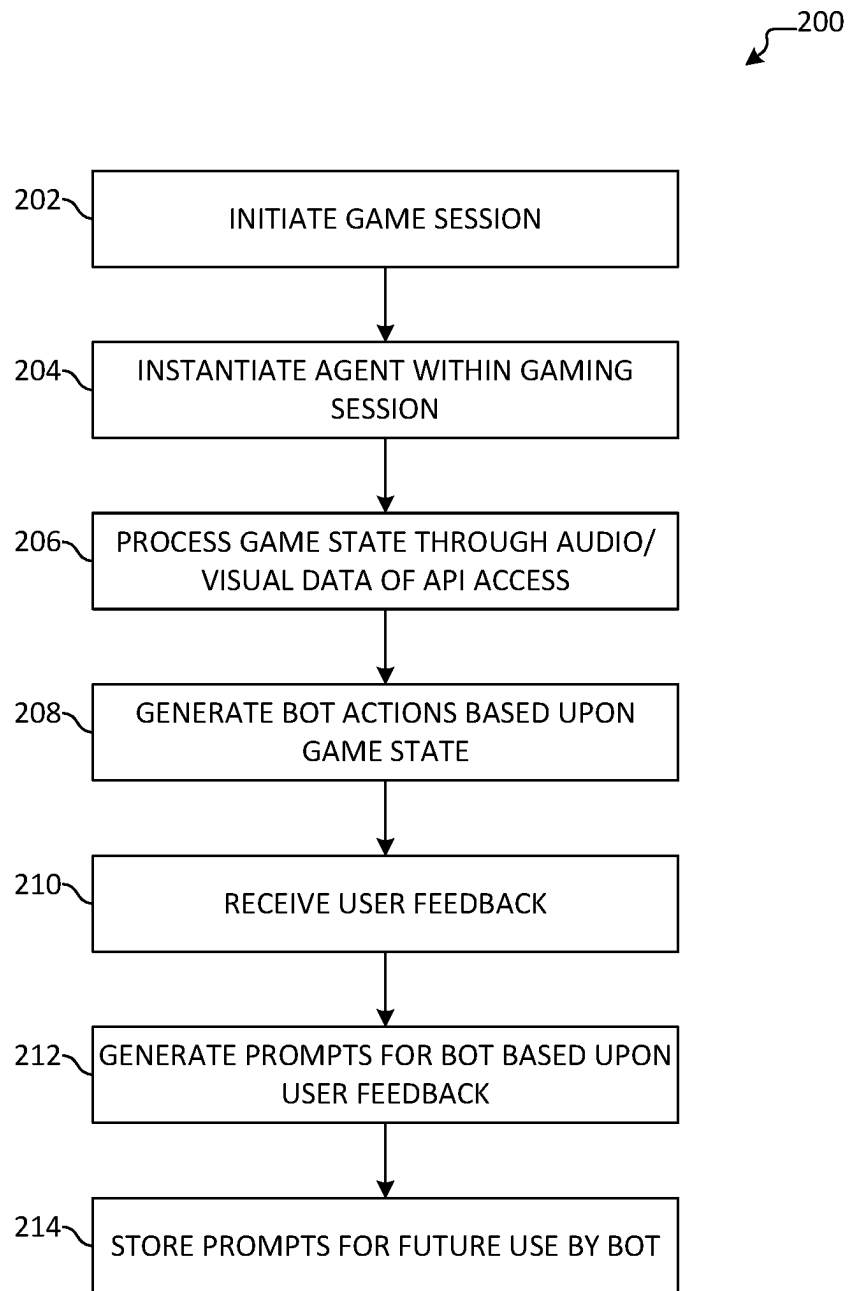 200
202
INITIATE GAME SESSION
204
INSTANTIATE AGENT WITHIN GAMING
SESSION
206
PROCESS GAME STATE THROUGH AUDIO/
VISUAL DATA OF API ACCESS
208
GENERATE BOT ACTIONS BASED UPON
GAME STATE
210
RECEIVE USER FEEDBACK
212
GENERATE PROMPTS FOR BOT BASED UPON
USER FEEDBACK
214
STORE PROMPTS FOR FUTURE USE BY BOT